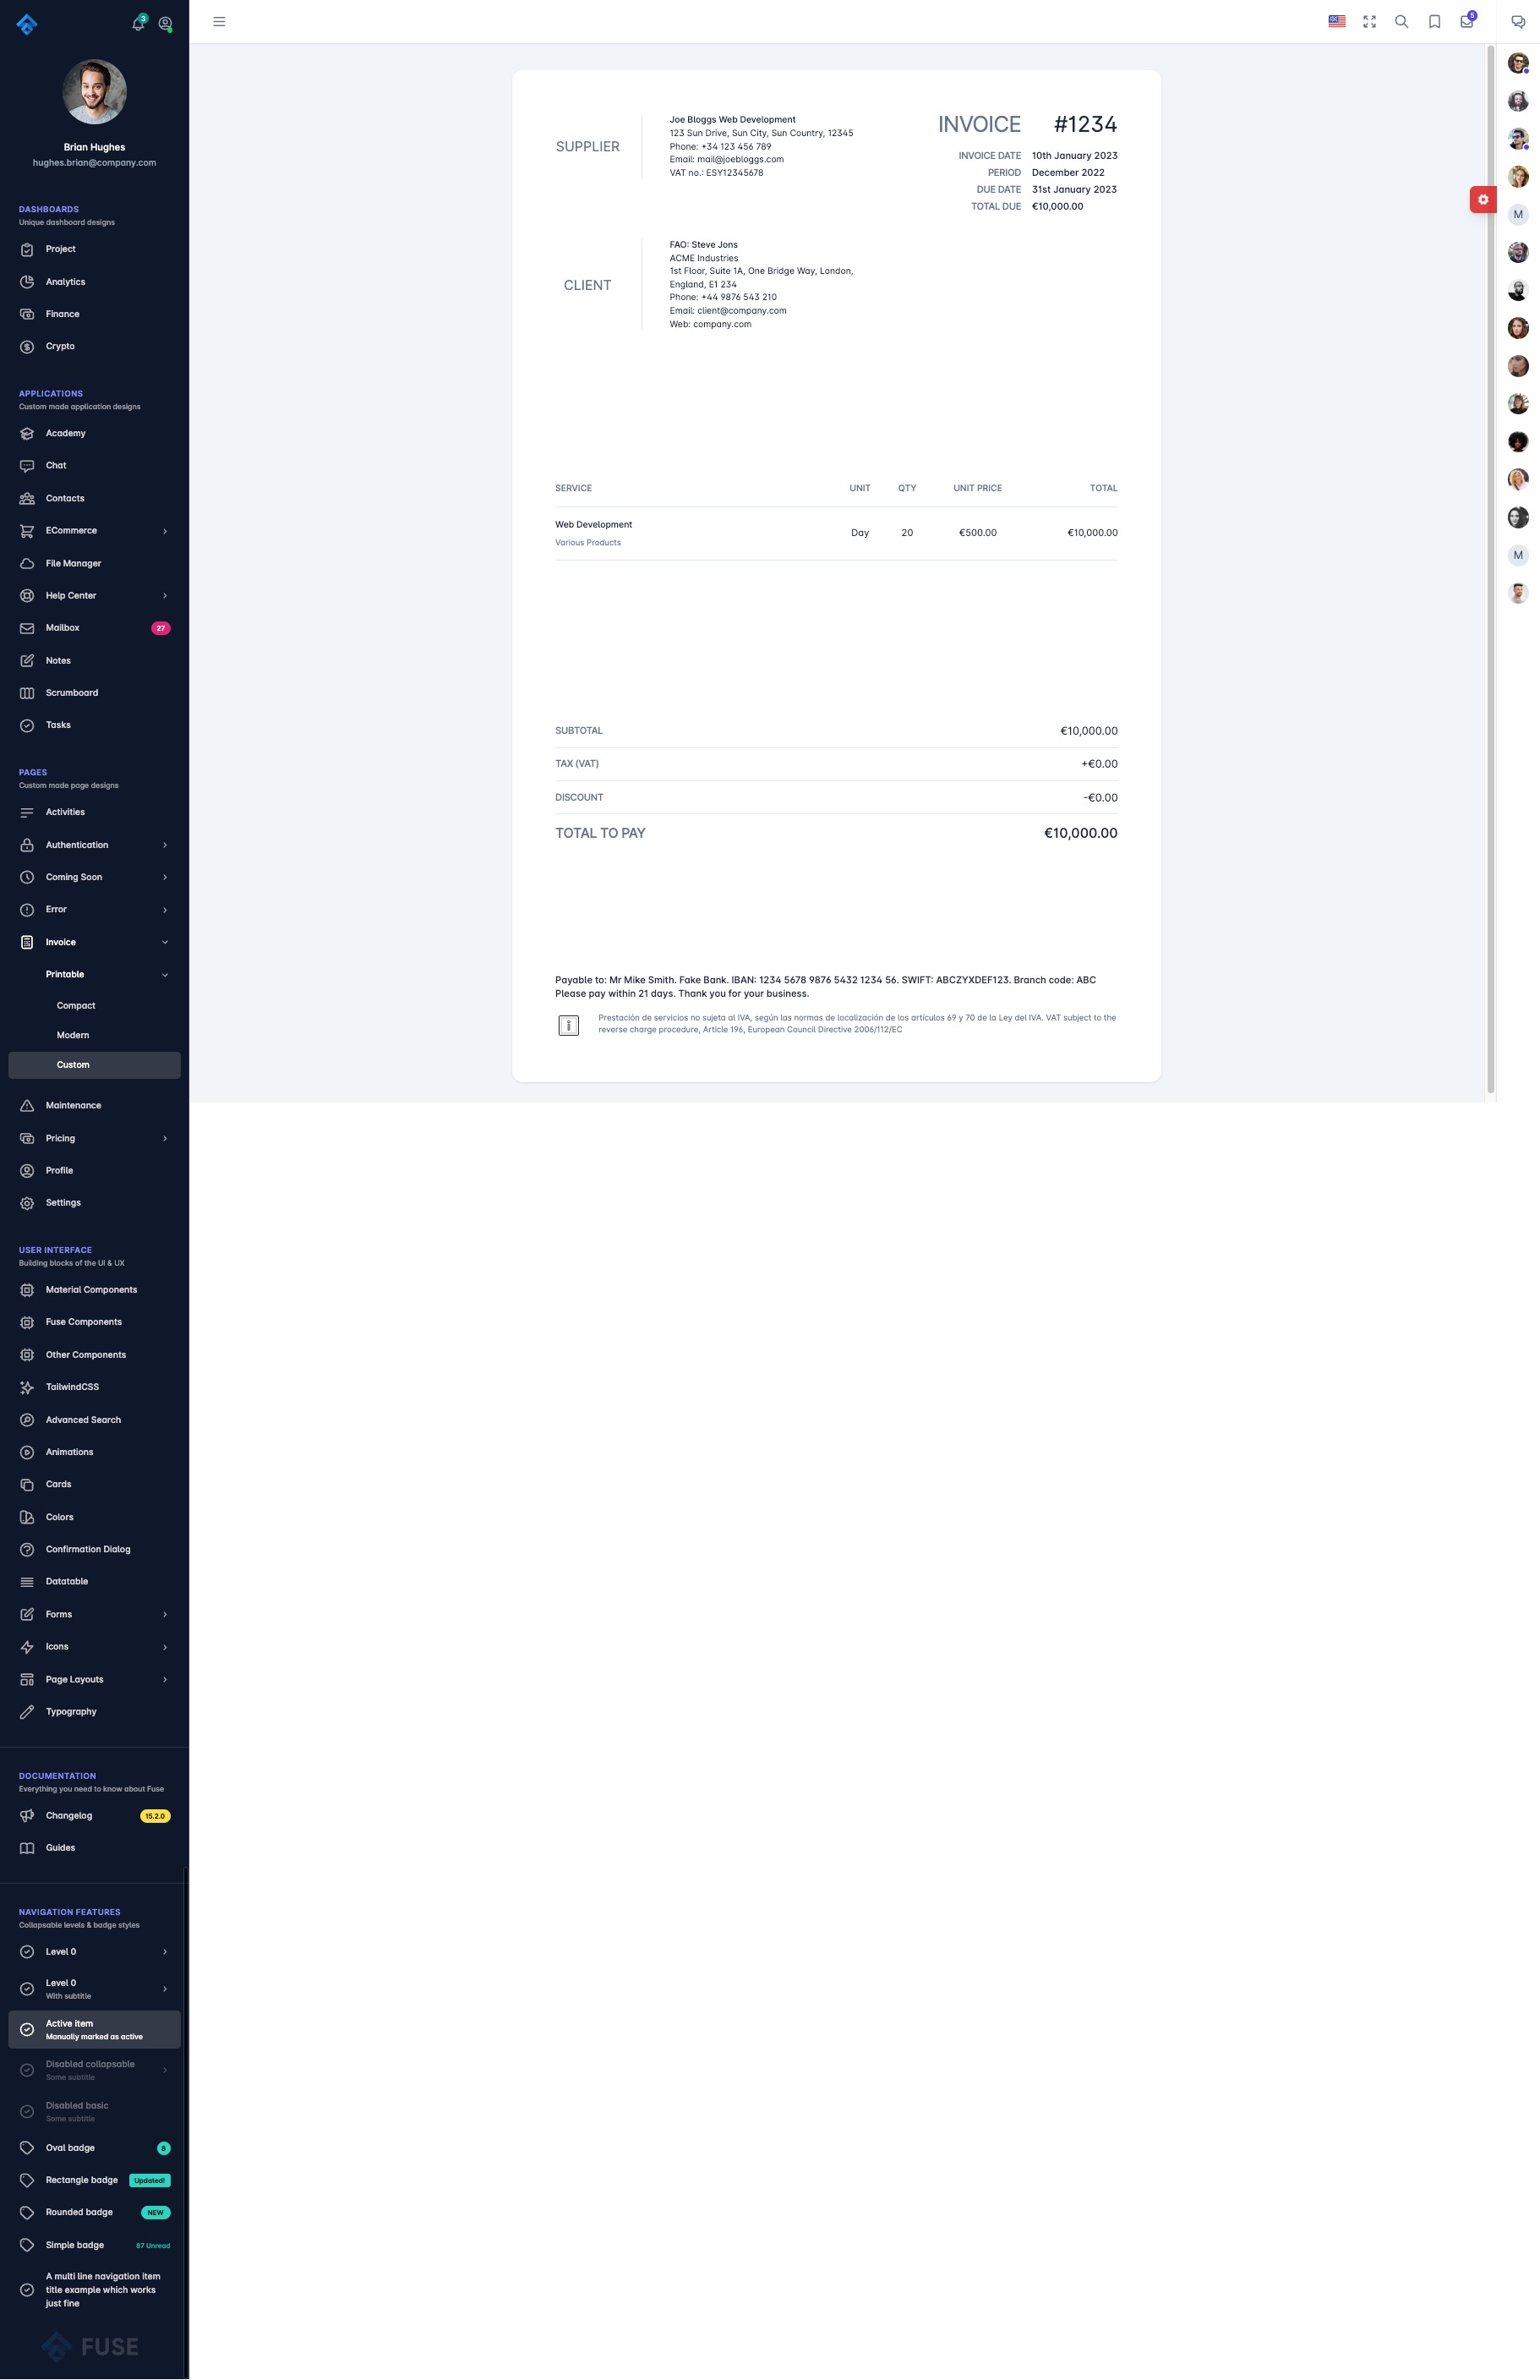 3
Brian Hughes
hughes.brian@company.com
DASHBOARDS
Unique dashboard designs
Project
Analytics
Finance
Crypto
APPLICATIONS
Custom made application designs
Academy
Chat
Contacts
ECommerce
File Manager
Help Center
Mailbox
27
Notes
Scrumboard
Tasks
PAGES
Custom made page designs
Activities
Authentication
Coming Soon
Error
Invoice
Printable
Compact
Modern
Custom
Maintenance
Pricing
Profile
Settings
USER INTERFACE
Building blocks of the UI & UX
Material Components
Fuse Components
Other Components
TailwindCSS
Advanced Search
Animations
Cards
Colors
Confirmation Dialog
Datatable
Forms
Icons
Page Layouts
Typography
DOCUMENTATION
Everything you need to know about Fuse
Changelog
15.2.0
Guides
NAVIGATION FEATURES
Collapsable levels & badge styles
Level 0
Level 0
With subtitle
Active item
Manually marked as active
Disabled collapsable
Some subtitle
Disabled basic
Some subtitle
Oval badge
8
Rectangle badge
Updated!
Rounded badge
NEW
Simple badge
87 Unread
A multi line navigation item
title example which works
just fine
FUSE
5
SUPPLIER
Joe Bloggs Web Development
123 Sun Drive, Sun City, Sun Country, 12345
Phone: +34 123 456 789
Email: mail@joebloggs.com
VAT no.: ESY12345678
INVOICE #1234
INVOICE DATE 10th January 2023
PERIOD December 2022
DUE DATE 31st January 2023
TOTAL DUE €10,000.00
CLIENT
FAO: Steve Jons
ACME Industries
1st Floor, Suite 1A, One Bridge Way, London,
England, E1 234
Phone: +44 9876 543 210
Email: client@company.com
Web: company.com
SERVICE UNIT QTY UNIT PRICE TOTAL
Web Development
Various Products
Day 20 €500.00 €10,000.00
SUBTOTAL €10,000.00
TAX (VAT) +€0.00
DISCOUNT -€0.00
TOTAL TO PAY €10,000.00
Payable to: Mr Mike Smith. Fake Bank. IBAN: 1234 5678 9876 5432 1234 56. SWIFT: ABCZYXDEF123. Branch code: ABC
Please pay within 21 days. Thank you for your business.
i
Prestación de servicios no sujeta al IVA, según las normas de localización de los artículos 69 y 70 de la Ley del IVA. VAT subject to the
reverse charge procedure, Article 196, European Council Directive 2006/112/EC
M
M